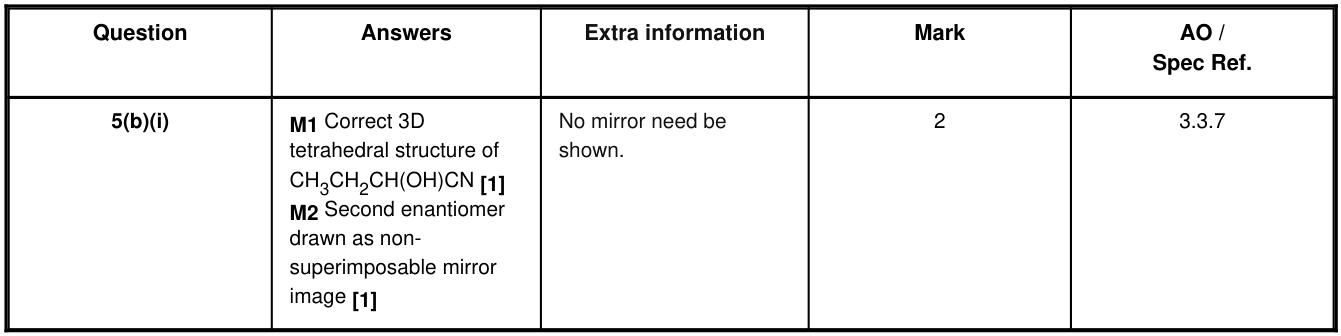 Question Answers Extra information Mark AO /
Spec Ref.
5(b)(i) M1 Correct 3D No mirror need be 2 3.3.7
tetrahedral structure of shown.
CH3CH2CH(OH)CN [1]
M2 Second enantiomer
drawn as non-
superimposable mirror
image [1]